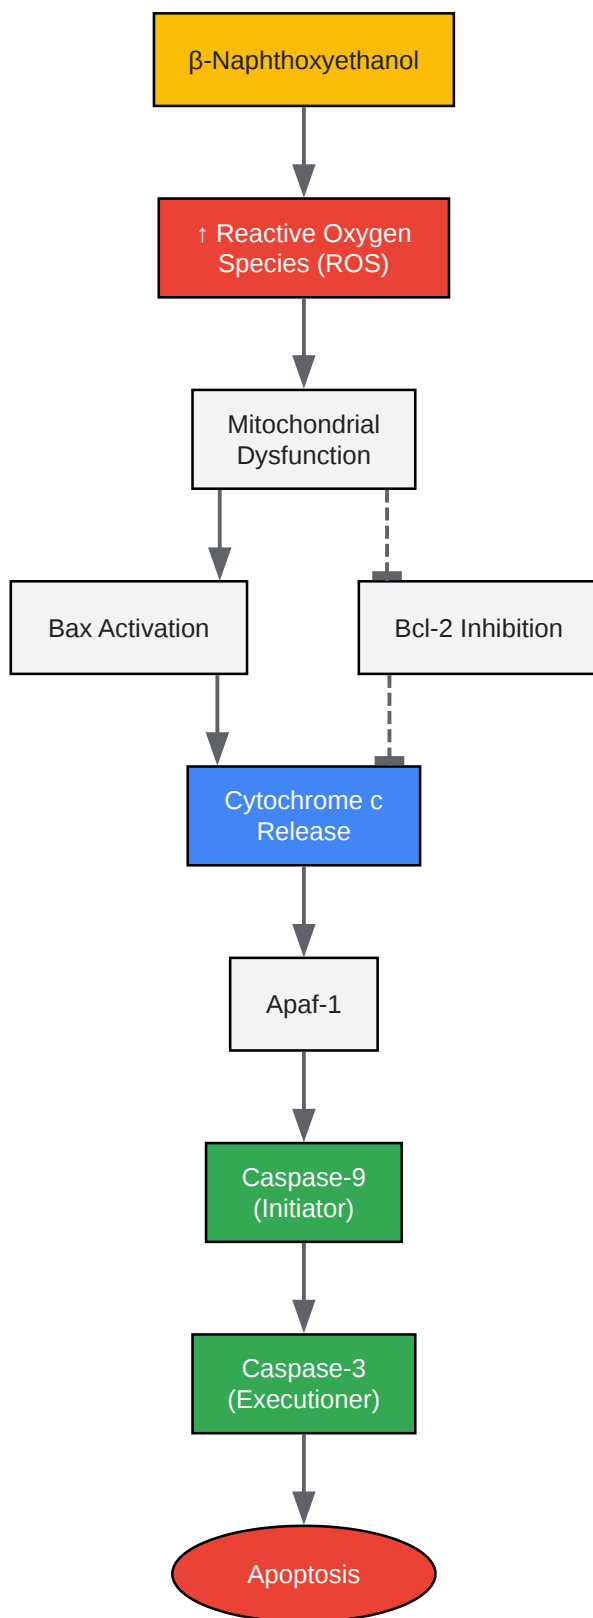 β-Naphthoxyethanol
↑ Reactive Oxygen
Species (ROS)
Mitochondrial
Dysfunction
Bax Activation
Bcl-2 Inhibition
Cytochrome c
Release
Apaf-1
Caspase-9
(Initiator)
Caspase-3
(Executioner)
Apoptosis